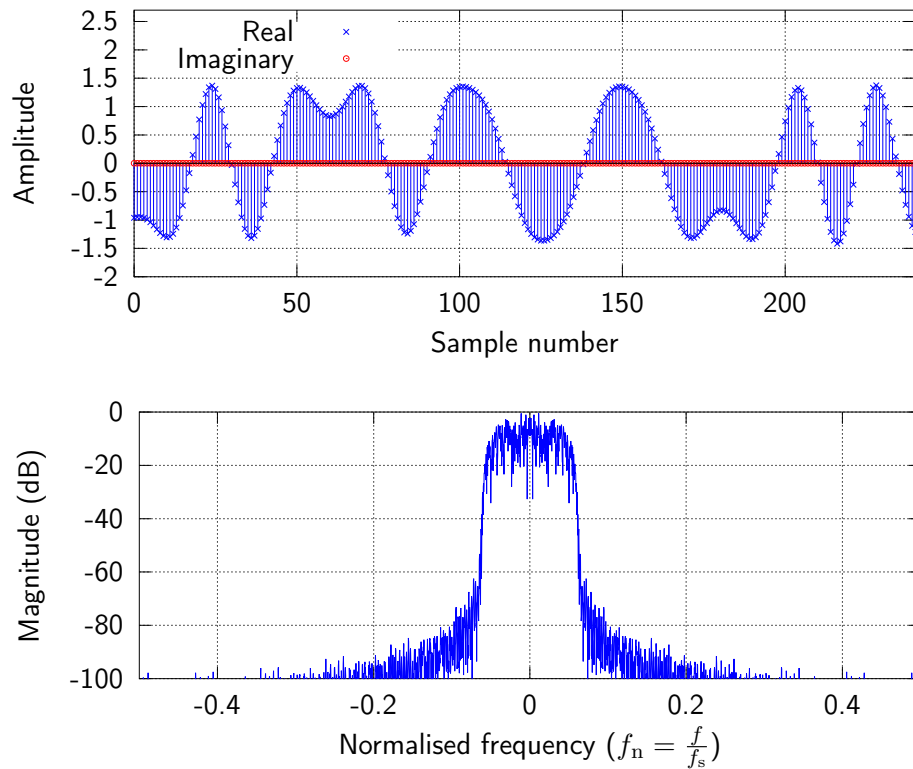 2.5
2
1.5
1
0.5
0
-0.5
-1
-1.5
-2
Amplitude
Real
Imaginary
0 50 100 150 200
Sample number
0
-20
-40
-60
-80
-100
Magnitude (dB)
-0.4 -0.2 0 0.2 0.4
Normalised frequency (fₙ = f/fₛ)